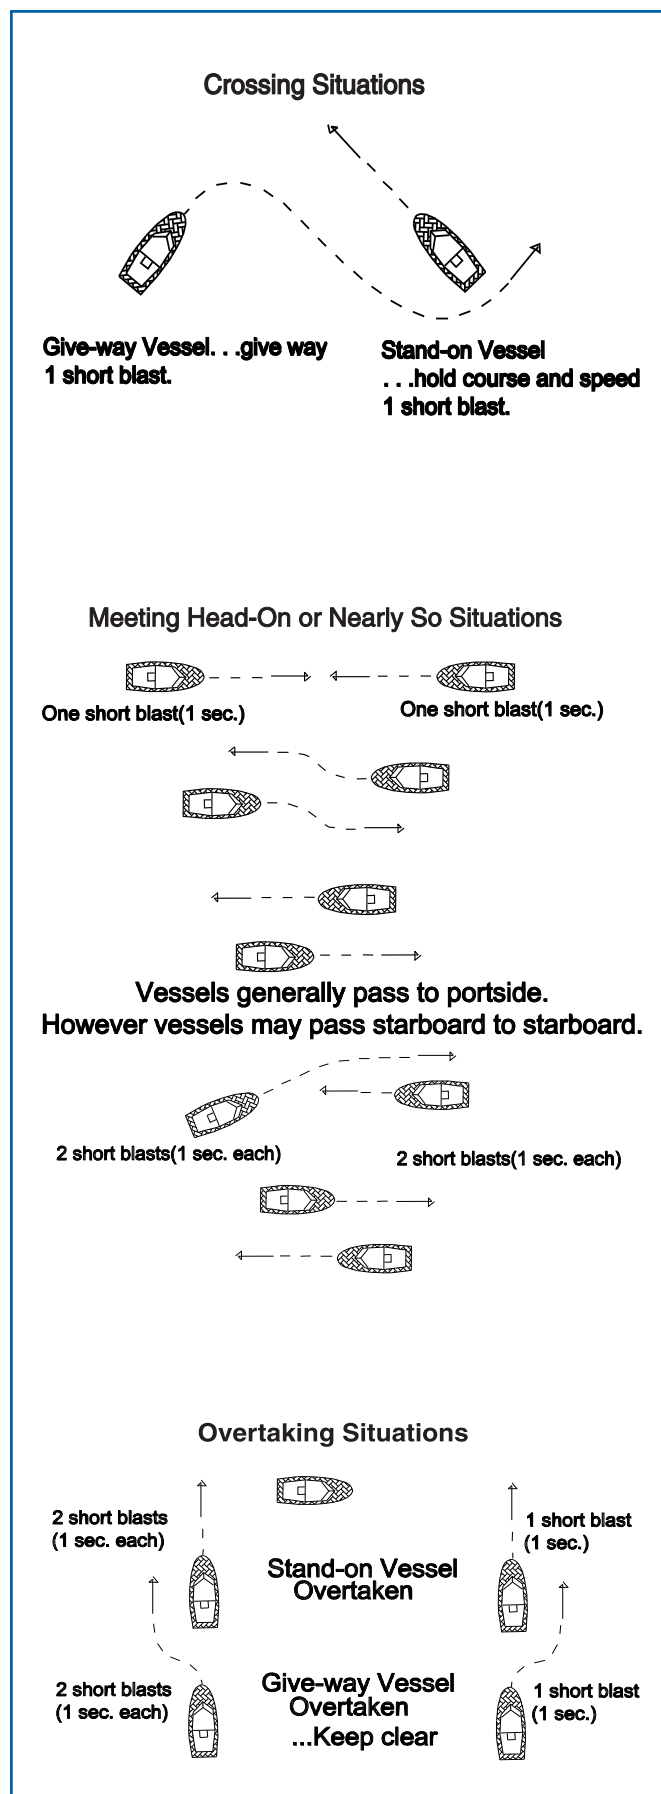 Crossing Situations
Give-way Vessel. . .give way
1 short blast.
Stand-on Vessel
. . .hold course and speed
1 short blast.
Meeting Head-On or Nearly So Situations
One short blast(1 sec.)
One short blast(1 sec.)
Vessels generally pass to portside.
However vessels may pass starboard to starboard.
2 short blasts(1 sec. each)
2 short blasts(1 sec. each)
Overtaking Situations
2 short blasts
(1 sec. each)
1 short blast
(1 sec.)
Stand-on Vessel
Overtaken
2 short blasts
(1 sec. each)
Give-way Vessel
Overtaken
...Keep clear
1 short blast
(1 sec.)